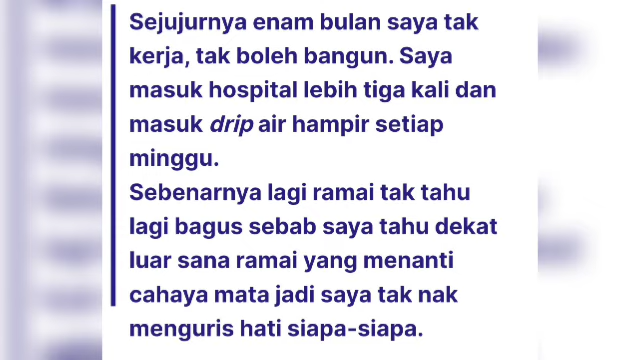 Sejujurnya enam bulan saya tak
kerja, tak boleh bangun. Saya
masuk hospital lebih tiga kali dan
masuk drip air hampir setiap
minggu.
Sebenarnya lagi ramai tak tahu
lagi bagus sebab saya tahu dekat
luar sana ramai yang menanti
cahaya mata jadi saya tak nak
menguris hati siapa-siapa.